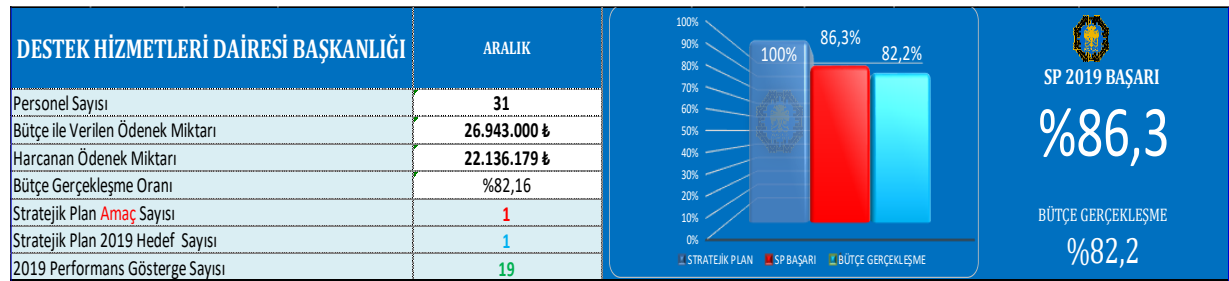 DESTEK HİZMETLERİ DAİRESİ BAŞKANLIĞI ARALIK
Personel Sayısı 31
Bütçe ile Verilen Ödenek Miktarı 26.943.000 ₺
Harcanan Ödenek Miktarı 22.136.179 ₺
Bütçe Gerçekleşme Oranı %82,16
Stratejik Plan Amaç Sayısı 1
Stratejik Plan 2019 Hedef Sayısı 1
2019 Performans Gösterge Sayısı 19
100%
90%
80%
70%
60%
50%
40%
30%
20%
10%
0%
100%
86,3%
82,2%
STRATEJİK PLAN SP BAŞARI BÜTÇE GERÇEKLEŞME
SP 2019 BAŞARI
%86,3
BÜTÇE GERÇEKLEŞME
%82,2